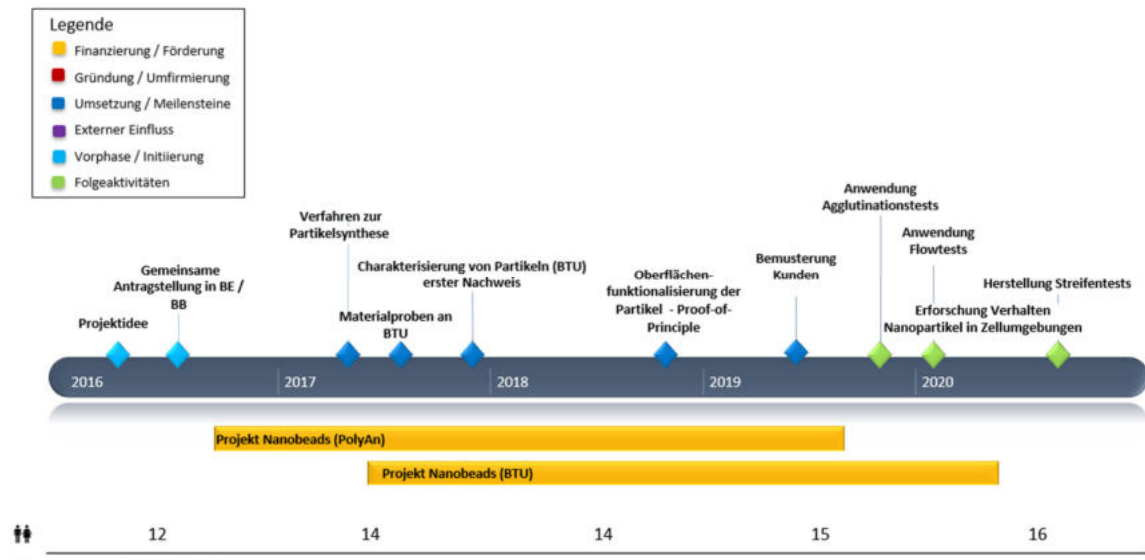 Legende
Finanzierung / Förderung
Gründung / Umfirmierung
Umsetzung / Meilensteine
Externer Einfluss
Vorphase / Initiierung
Folgeaktivitäten
Projektidee
Gemeinsame
Antragstellung in BE /
BB
Verfahren zur
Partikelsynthese
Materialproben an
BTU
Charakterisierung von Partikeln (BTU)
erster Nachweis
Oberflächen-
funktionalisierung der
Partikel - Proof-of-
Principle
Bemusterung
Kunden
Anwendung
Agglutinationstests
Anwendung
Flowtests
Erforschung Verhalten
Nanopartikel in Zellumgebungen
Herstellung Streifentests
2016 2017 2018 2019 2020
Projekt Nanobeads (PolyAn)
Projekt Nanobeads (BTU)
12 14 14 15 16